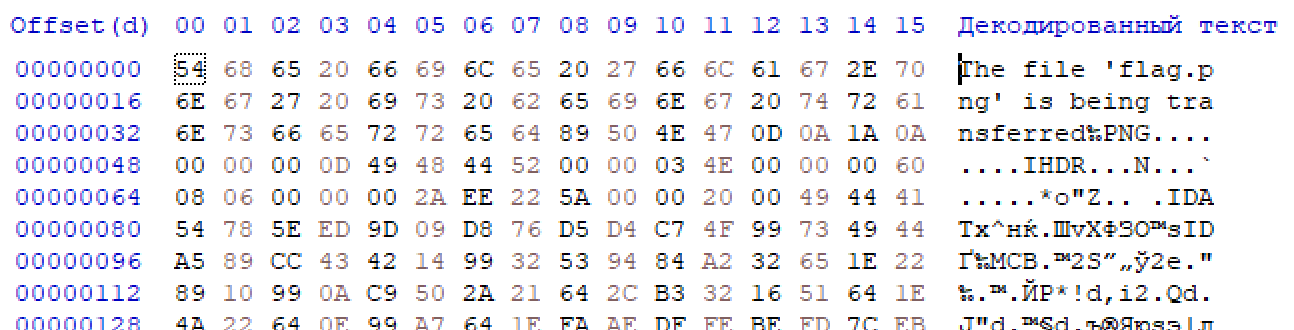 Offset(d) 00 01 02 03 04 05 06 07 08 09 10 11 12 13 14 15 Декодированный текст
00000000 54 68 65 20 66 69 6C 65 20 27 66 6C 61 67 2E 70 The file 'flag.p
00000016 6E 67 27 20 69 73 20 62 65 69 6E 67 20 74 72 61 ng' is being tra
00000032 6E 73 66 65 72 72 65 64 89 50 4E 47 0D 0A 1A 0A nsferred‰PNG....
00000048 00 00 00 0D 49 48 44 52 00 00 03 4E 00 00 00 60 ....IHDR...N...`
00000064 08 06 00 00 00 2A EE 22 5A 00 00 20 00 49 44 41 .....*о"Z.. .IDA
00000080 54 78 5E ED 9D 09 D8 76 D5 D4 C7 4F 99 73 49 44 Tx^нќ.ШvХФЗO™sID
00000096 A5 89 CC 43 42 14 99 32 53 94 84 A2 32 65 1E 22 Ґ‰МCB.™2S”„ў2e."
00000112 89 10 99 0A C9 50 2A 21 64 2C B3 32 16 51 64 1E ‰.™.ЙP*!d,і2.Qd.
00000128 4A 22 64 0E 99 A7 64 1E FA AE DF FE BE FD 7C EB J"d.™§d.ъ®Яюѕэ|л